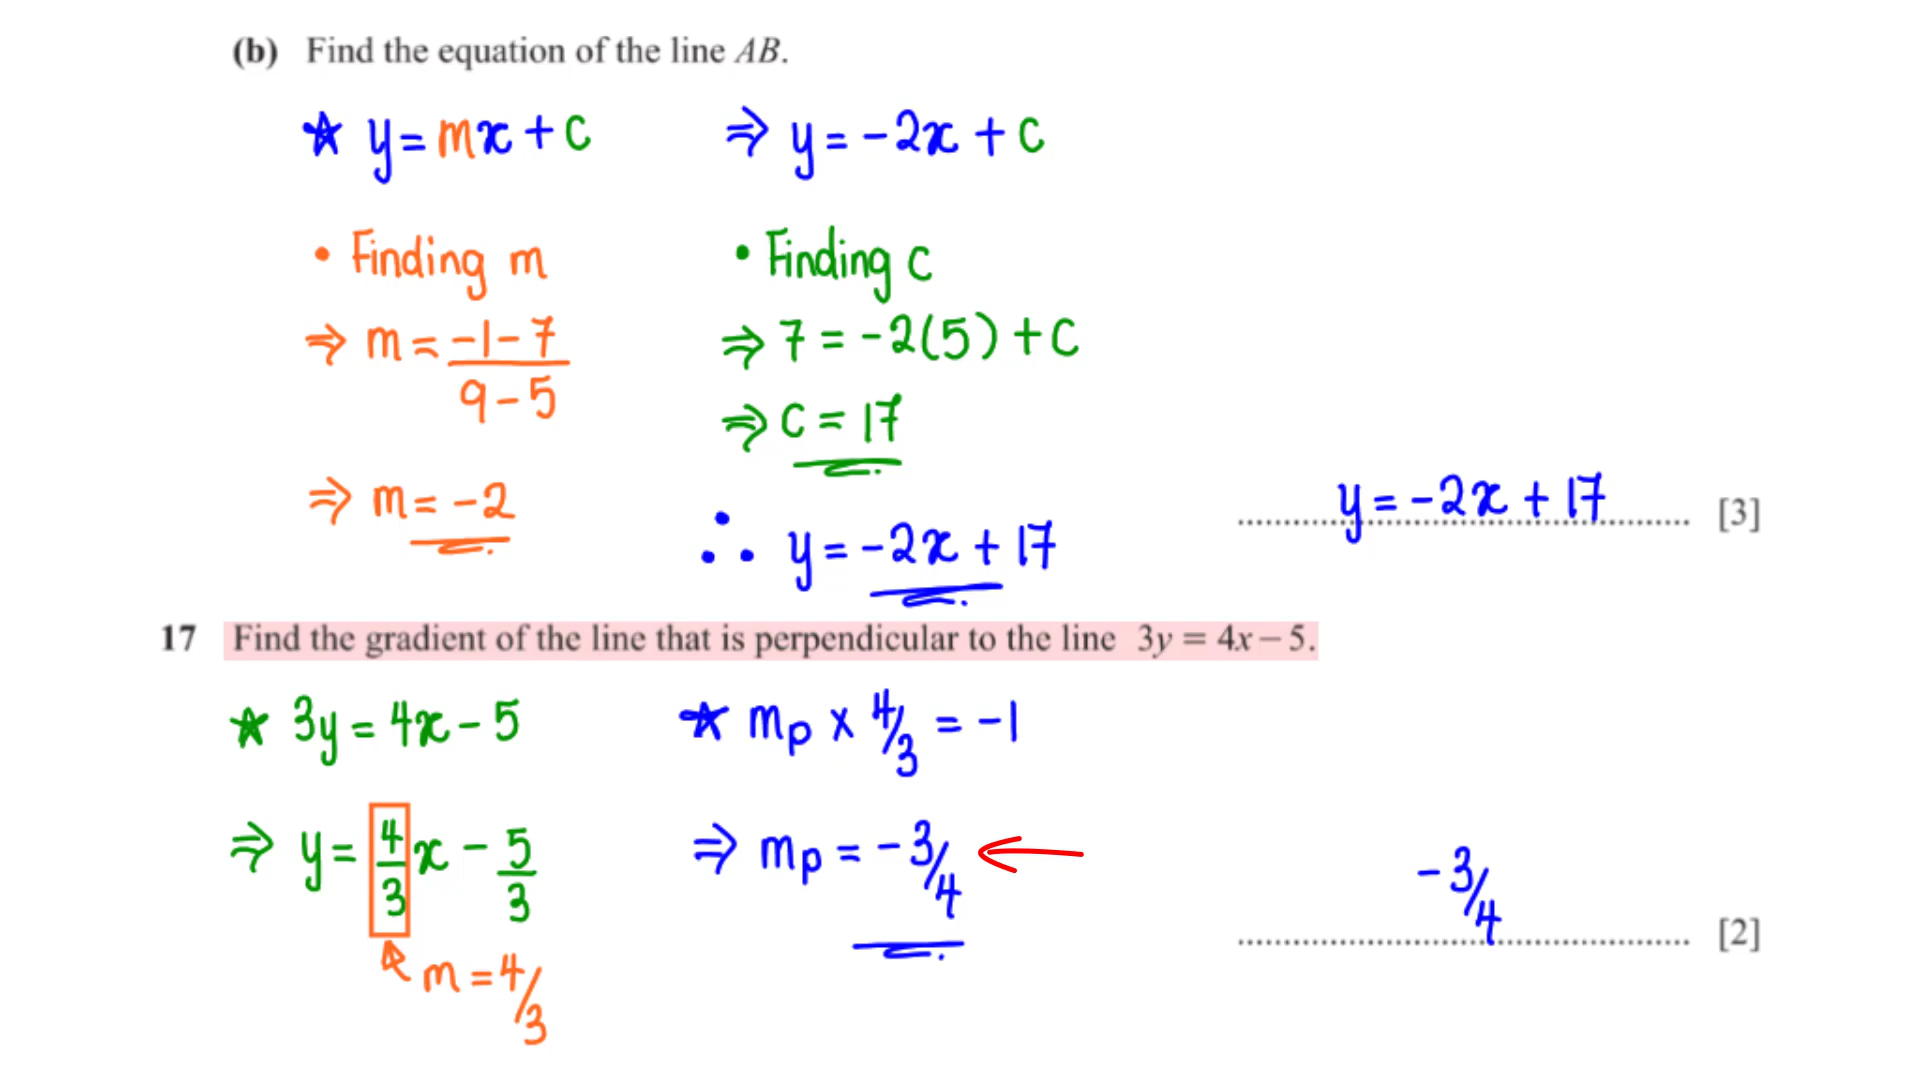 (b) Find the equation of the line AB.
☆ y = mx + c
⇒ y = -2x + c
• Finding m
• Finding c
⇒ m = \frac{-1-7}{9-5}
⇒ 7 = -2(5) + c
⇒ c = 17
⇒ m = -2
∴ y = -2x + 17
y = -2x + 17 [3]
17 Find the gradient of the line that is perpendicular to the line 3y = 4x − 5.
☆ 3y = 4x - 5
☆ mp x 4/3 = -1
⇒ y = \frac{4}{3}x - \frac{5}{3}
⇒ mp = -3/4
m = 4/3
-3/4 [2]